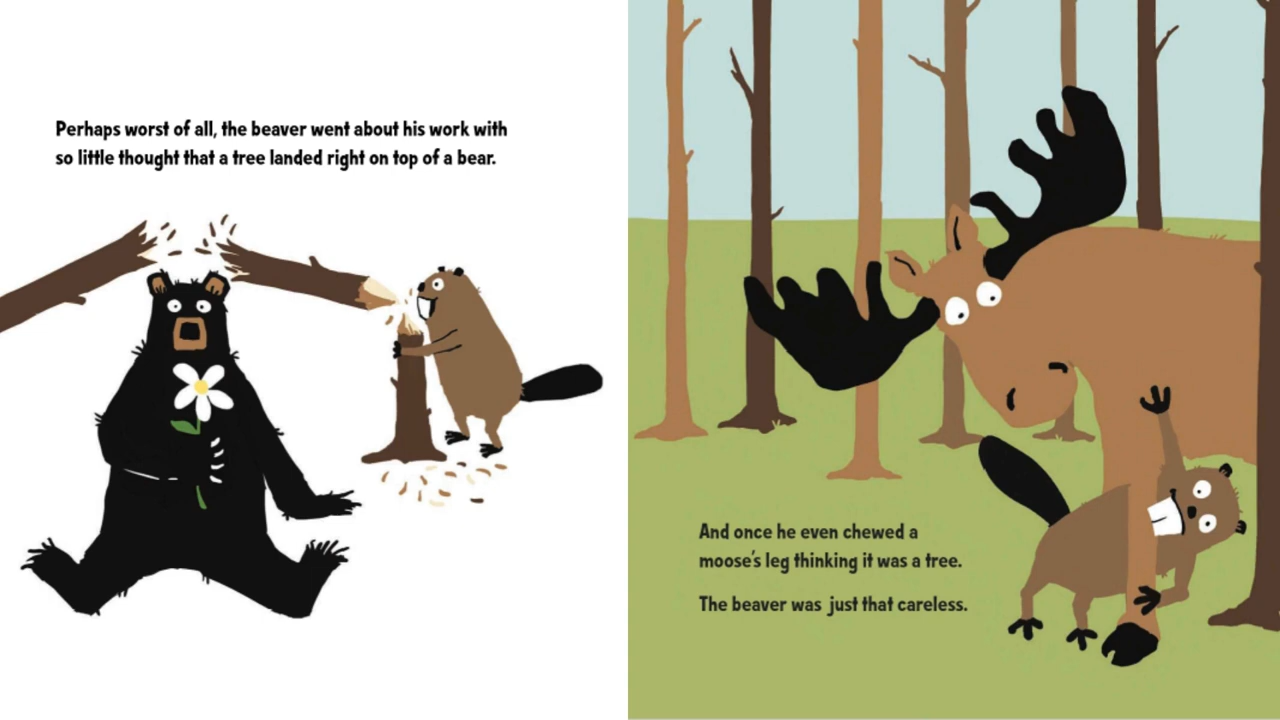 Perhaps worst of all, the beaver went about his work with
so little thought that a tree landed right on top of a bear.
And once he even chewed a
moose's leg thinking it was a tree.
The beaver was just that careless.